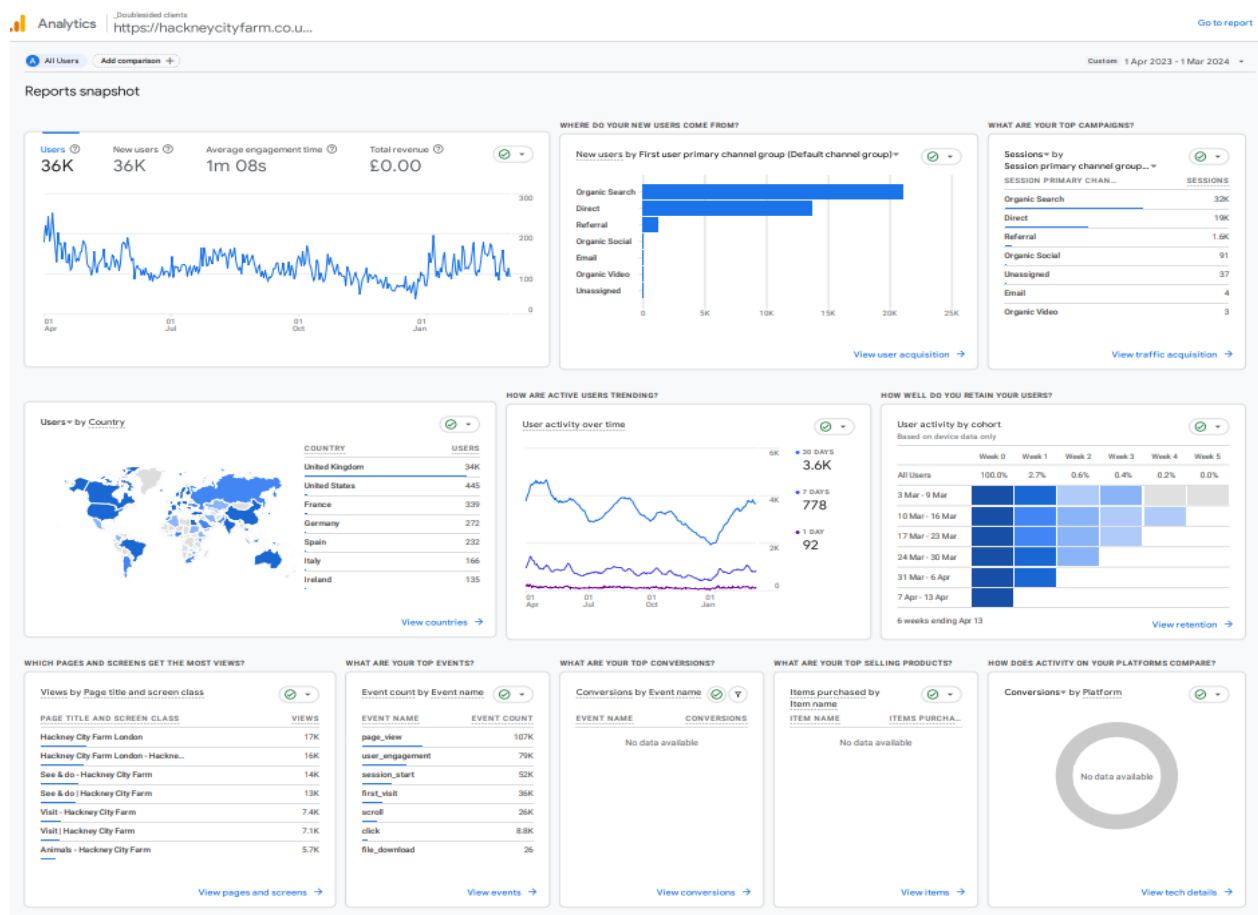 Analytics
_Doublesided clients
https://hackneycityfarm.co.u...
Go to report
A All Users
Add comparison +
Custom 1 Apr 2023 - 1 Mar 2024
Reports snapshot
Users
36K
New users
36K
Average engagement time
1m 08s
Total revenue
£0.00
300
200
100
0
01 Apr
01 Jul
01 Oct
01 Jan
WHERE DO YOUR NEW USERS COME FROM?
New users by First user primary channel group (Default channel group)
Organic Search
Direct
Referral
Organic Social
Email
Organic Video
Unassigned
0 5K 10K 15K 20K 25K
View user acquisition →
WHAT ARE YOUR TOP CAMPAIGNS?
Sessions by
Session primary channel group...
SESSION PRIMARY CHAN... SESSIONS
Organic Search 32K
Direct 19K
Referral 1.6K
Organic Social 91
Unassigned 37
Email 4
Organic Video 3
View traffic acquisition →
Users by Country
COUNTRY USERS
United Kingdom 34K
United States 445
France 339
Germany 272
Spain 232
Italy 166
Ireland 135
View countries →
HOW ARE ACTIVE USERS TRENDING?
User activity over time
6K
4K
2K
0
01 Apr
01 Jul
01 Oct
01 Jan
30 DAYS
3.6K
7 DAYS
778
1 DAY
92
HOW WELL DO YOU RETAIN YOUR USERS?
User activity by cohort
Based on device data only
Week 0 Week 1 Week 2 Week 3 Week 4 Week 5
All Users 100.0% 2.7% 0.6% 0.4% 0.2% 0.0%
3 Mar - 9 Mar
10 Mar - 16 Mar
17 Mar - 23 Mar
24 Mar - 30 Mar
31 Mar - 6 Apr
7 Apr - 13 Apr
6 weeks ending Apr 13
View retention →
WHICH PAGES AND SCREENS GET THE MOST VIEWS?
Views by Page title and screen class
PAGE TITLE AND SCREEN CLASS VIEWS
Hackney City Farm London 17K
Hackney City Farm London - Hackne... 16K
See & do - Hackney City Farm 14K
See & do | Hackney City Farm 13K
Visit - Hackney City Farm 7.4K
Visit | Hackney City Farm 7.1K
Animals - Hackney City Farm 5.7K
View pages and screens →
WHAT ARE YOUR TOP EVENTS?
Event count by Event name
EVENT NAME EVENT COUNT
page_view 107K
user_engagement 79K
session_start 52K
first_visit 36K
scroll 26K
click 8.8K
file_download 26
View events →
WHAT ARE YOUR TOP CONVERSIONS?
Conversions by Event name
EVENT NAME CONVERSIONS
No data available
View conversions →
WHAT ARE YOUR TOP SELLING PRODUCTS?
Items purchased by
Item name
ITEM NAME ITEMS PURCHA...
No data available
View items →
HOW DOES ACTIVITY ON YOUR PLATFORMS COMPARE?
Conversions by Platform
No data available
View tech details →